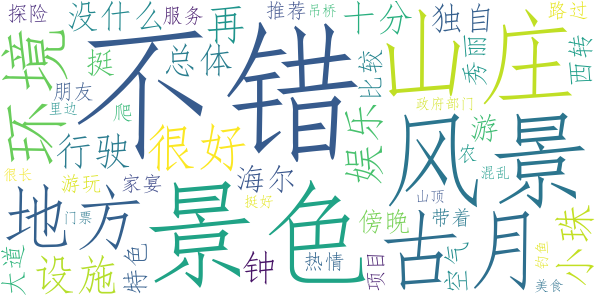 探险
没什么
服务
再
推荐
吊桥
十分
独自
路过
环境
不错
挺
总体
比较
山庄
秀丽
西转
朋友
里边
爬
政府部门
行驶
很好
娱乐
风景
游
农
混乱
很长
游玩
家宴
海尔
挺好
山顶
地方
门票
景色
傍晚
带着
古月
小珠
大道
设施
特色
钟
热情
项目
空气
钓鱼
美食